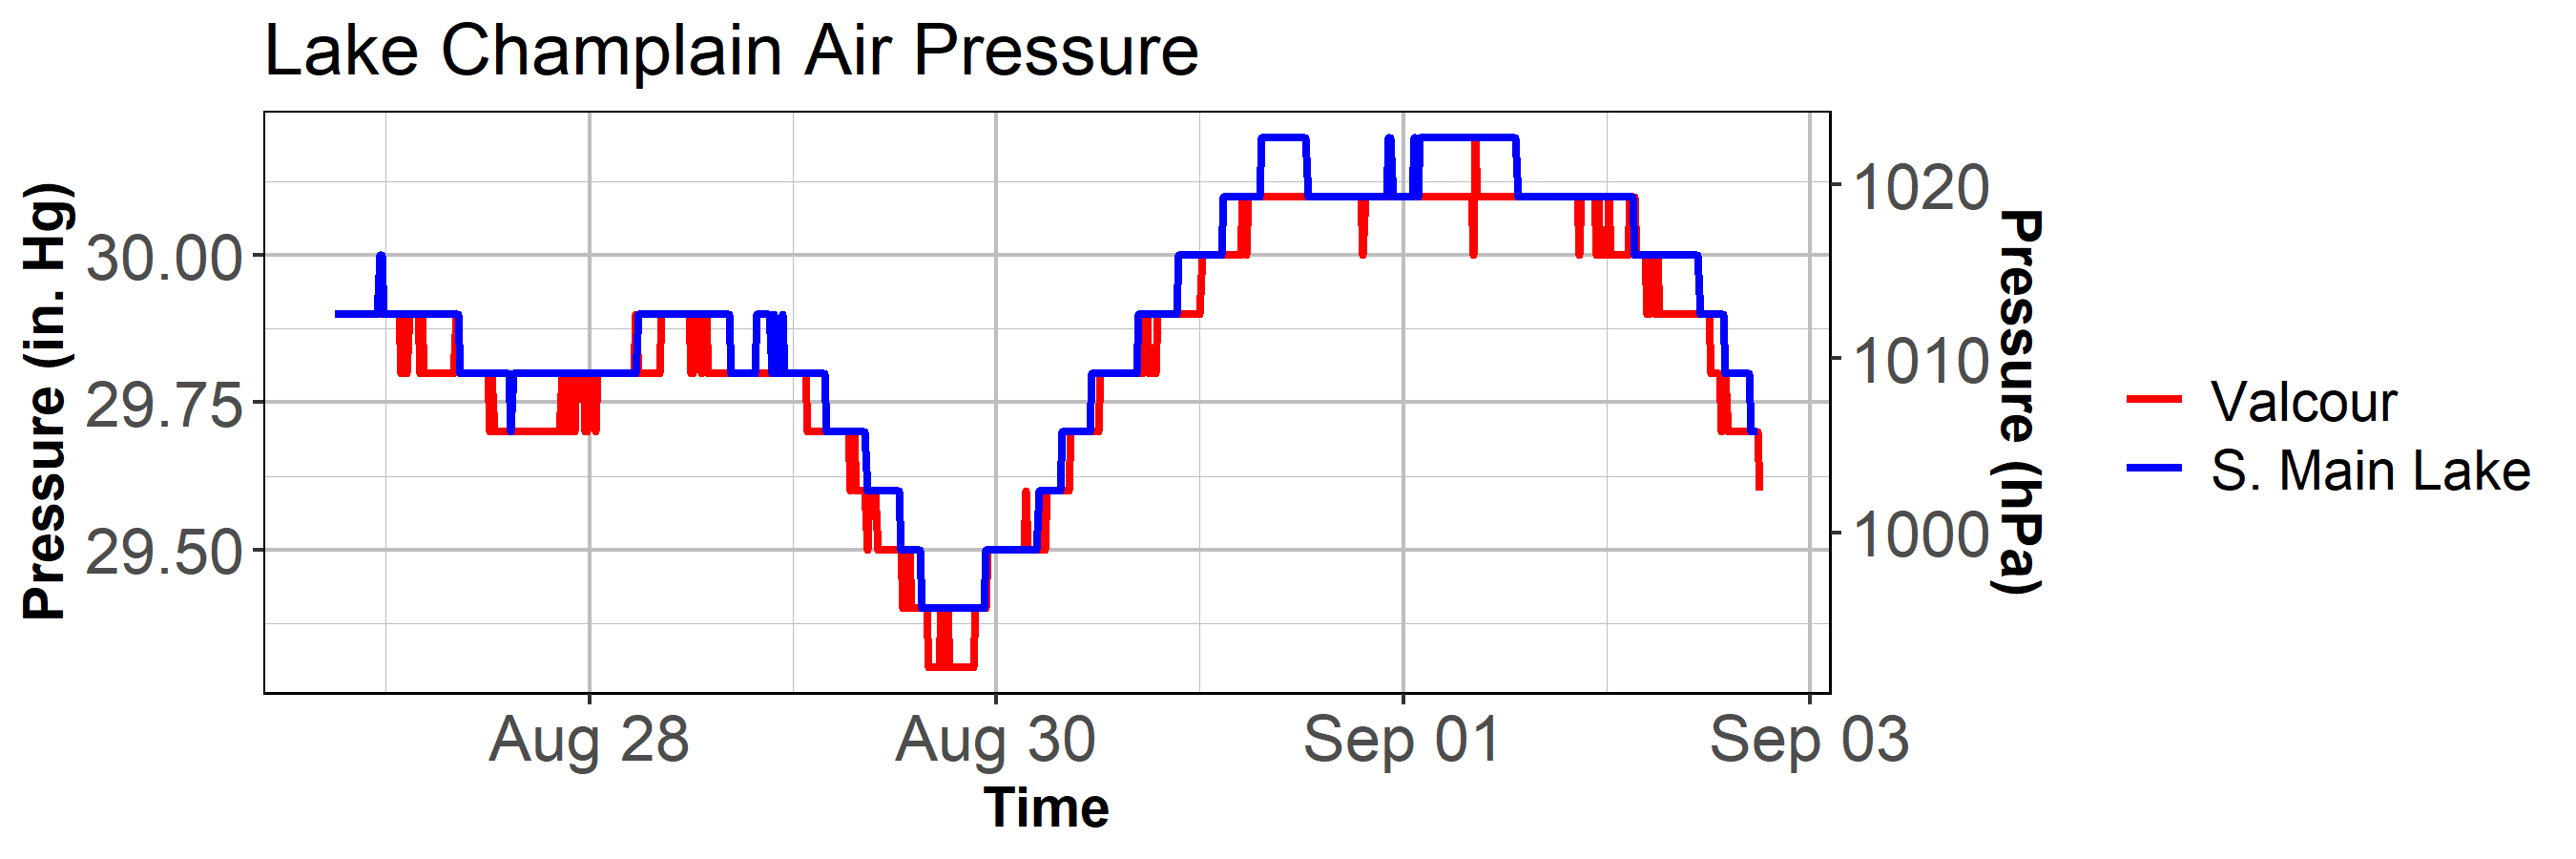 Lake Champlain Air Pressure
Pressure (in. Hg)
30.00
29.75
29.50
1020
1010
1000
Pressure (hPa)
Aug 28
Aug 30
Sep 01
Sep 03
Time
Valcour
S. Main Lake